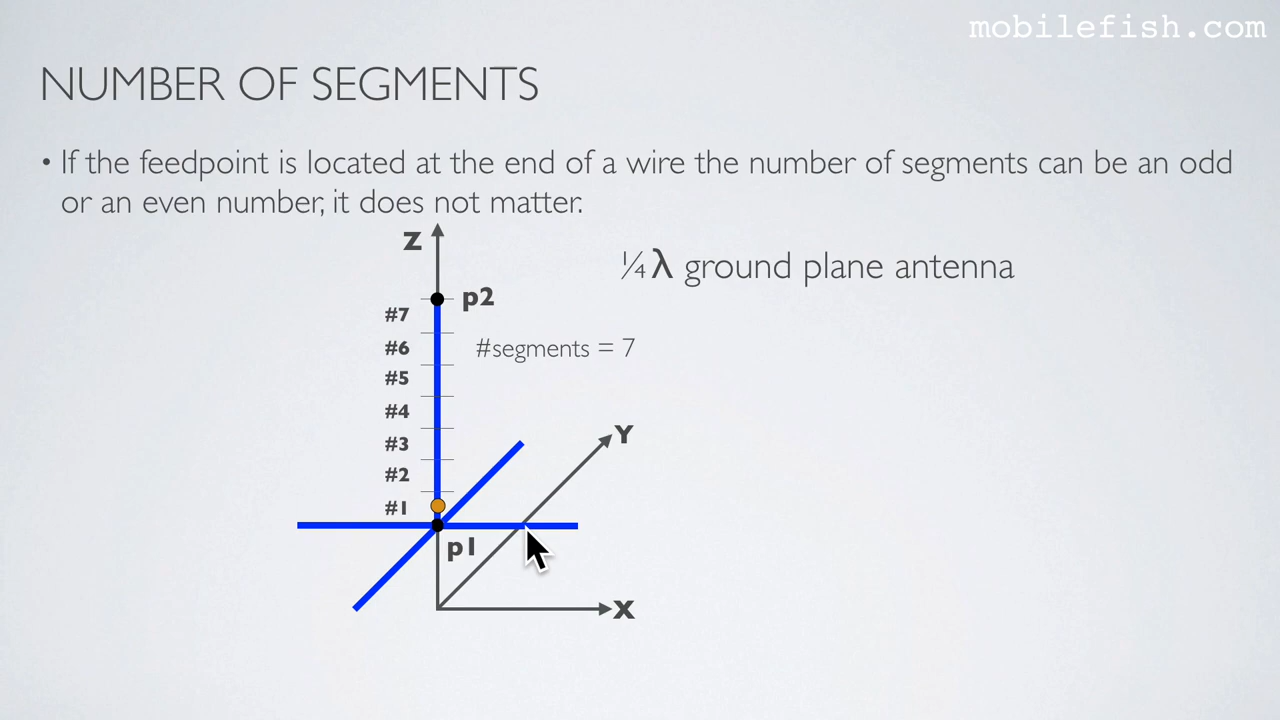 mobilefish.com
NUMBER OF SEGMENTS
• If the feedpoint is located at the end of a wire the number of segments can be an odd
or an even number, it does not matter.
Z
¼ λ ground plane antenna
p2
#7
#6
#segments = 7
#5
#4
#3
Y
#2
#1
p1
X